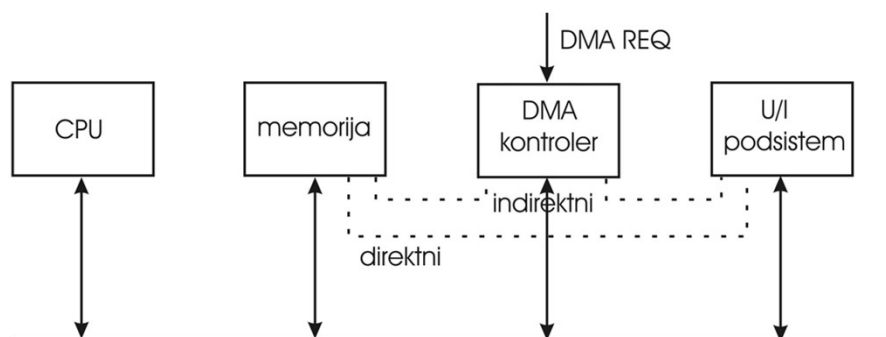 DMA REQ
CPU
memorija
DMA
kontroler
U/I
podsistem
indirektni
direktni